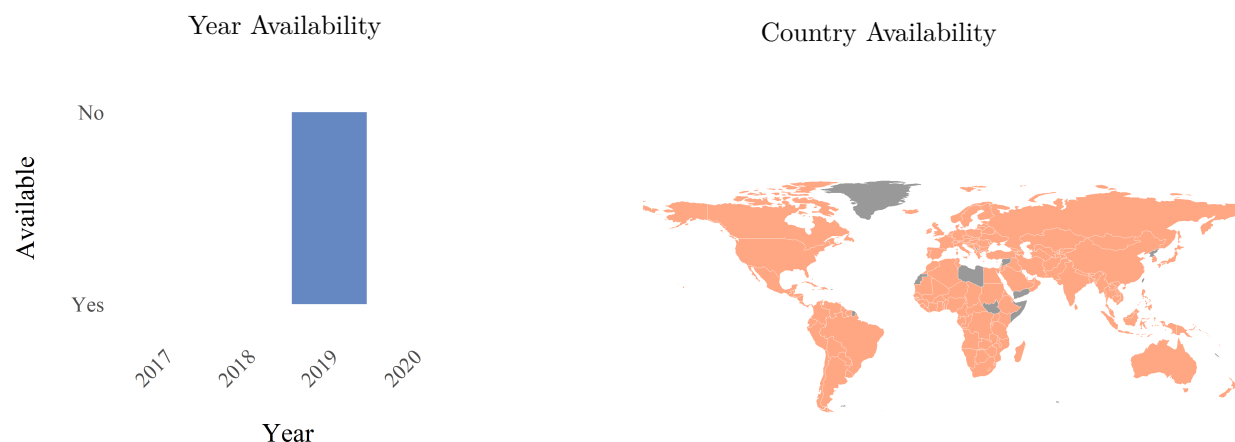 Year Availability
No
Available
Yes
2017
2018
2019
2020
Year
Country Availability